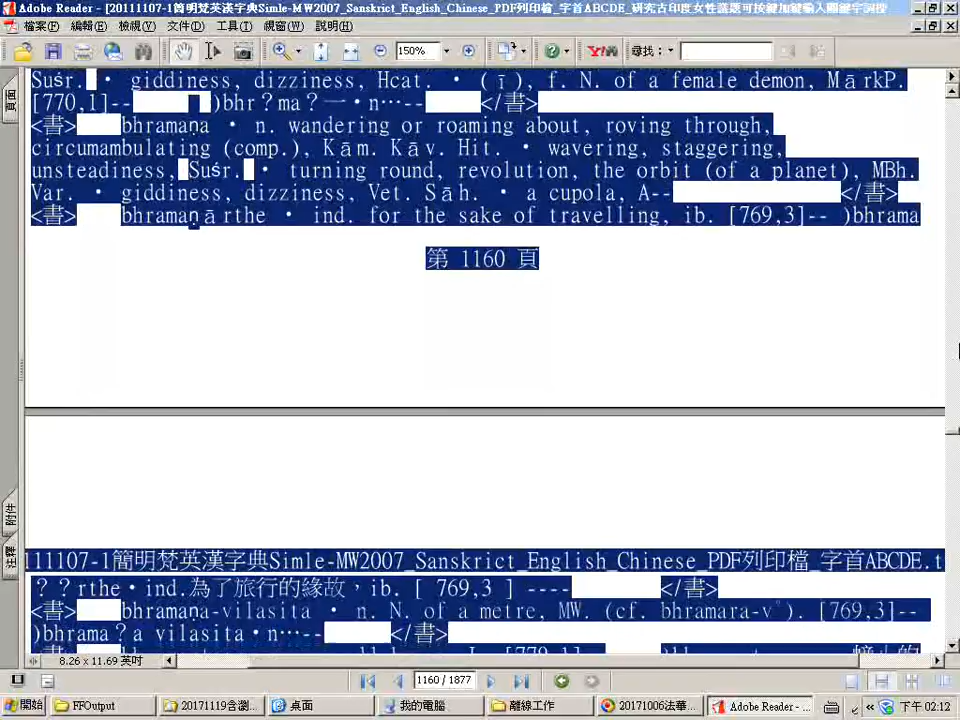 Adobe Reader - [20111107-1簡明梵英漢字典Simle-MW2007_Sanskrict_English_Chinese_PDF列印檔_字首ABCDE_研究古印度女性議題可按鍵加鍵輸入關鍵字詞搜
檔案(F) 編輯(E) 檢視(V) 文件(D) 工具(T) 視窗(W) 說明(H)
150% 尋找：
頁面
Suśr. • giddiness, dizziness, Hcat. • (ī), f. N. of a female demon, MārkP.
[770,1]-- )bhr？ma？一•n…-- </書>
<書> bhramaṇa • n. wandering or roaming about, roving through,
circumambulating (comp.), Kām. Kāv. Hit. • wavering, staggering,
unsteadiness, Suśr. • turning round, revolution, the orbit (of a planet), MBh.
Var. • giddiness, dizziness, Vet. Sāh. • a cupola, A-- </書>
<書> bhramaṇārthe • ind. for the sake of travelling, ib. [769,3]-- )bhrama
第 1160 頁
附件
注釋
111107-1簡明梵英漢字典Simle-MW2007_Sanskrict_English_Chinese_PDF列印檔_字首ABCDE.t
？？rthe•ind.為了旅行的緣故，ib. [ 769,3 ] ---- </書>
<書> bhramaṇa-vilasita • n. N. of a metre, MW. (cf. bhramara-v°). [769,3]--
)bhrama？a vilasita•n…-- </書>
8.26 x 11.69 英吋
1160 / 1877
開始 FFOutput 20171119含瀏... 桌面 我的電腦 離線工作 20171006法華... Adobe Reader - ... 下午 02:12